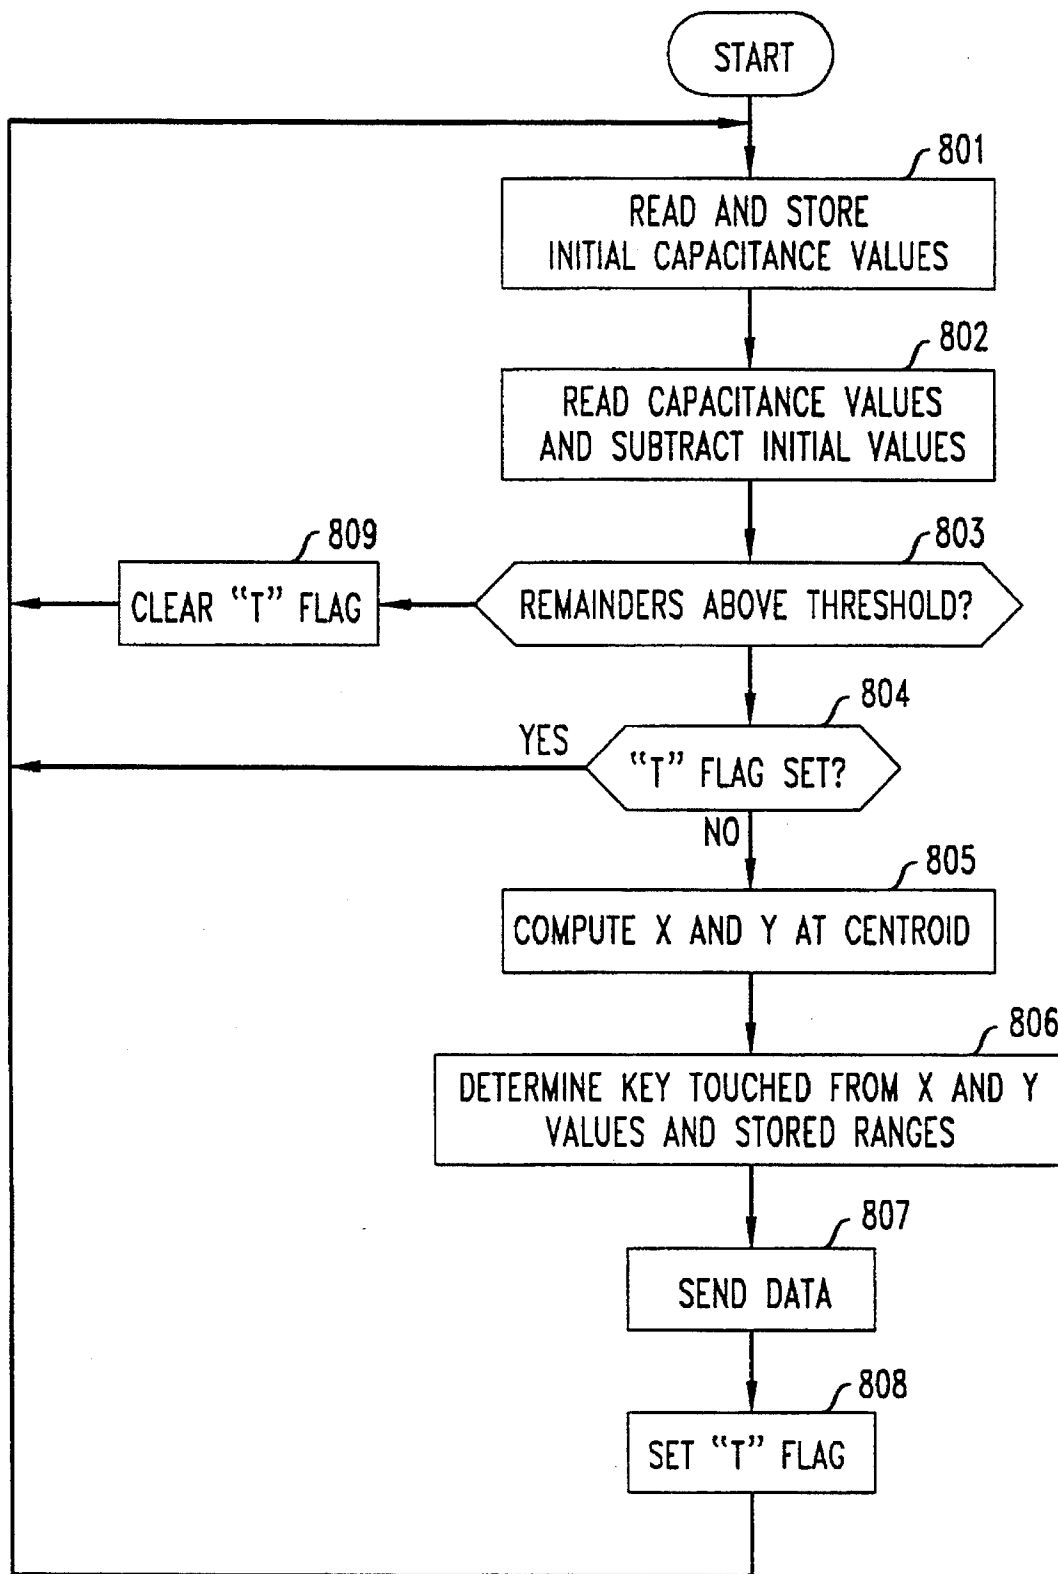 START
801
READ AND STORE
INITIAL CAPACITANCE VALUES
802
READ CAPACITANCE VALUES
AND SUBTRACT INITIAL VALUES
809
803
CLEAR “T” FLAG
REMAINDERS ABOVE THRESHOLD?
804
YES
“T” FLAG SET?
NO
805
COMPUTE X AND Y AT CENTROID
806
DETERMINE KEY TOUCHED FROM X AND Y
VALUES AND STORED RANGES
807
SEND DATA
808
SET “T” FLAG